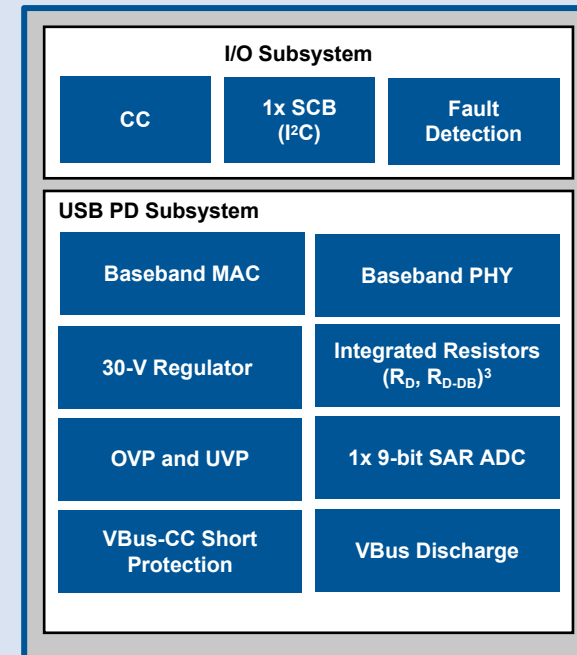 I/O Subsystem
CC
1x SCB
(I²C)
Fault
Detection
USB PD Subsystem
Baseband MAC
Baseband PHY
30-V Regulator
Integrated Resistors
(R_D, R_D-DB)³
OVP and UVP
1x 9-bit SAR ADC
VBus-CC Short
Protection
VBus Discharge